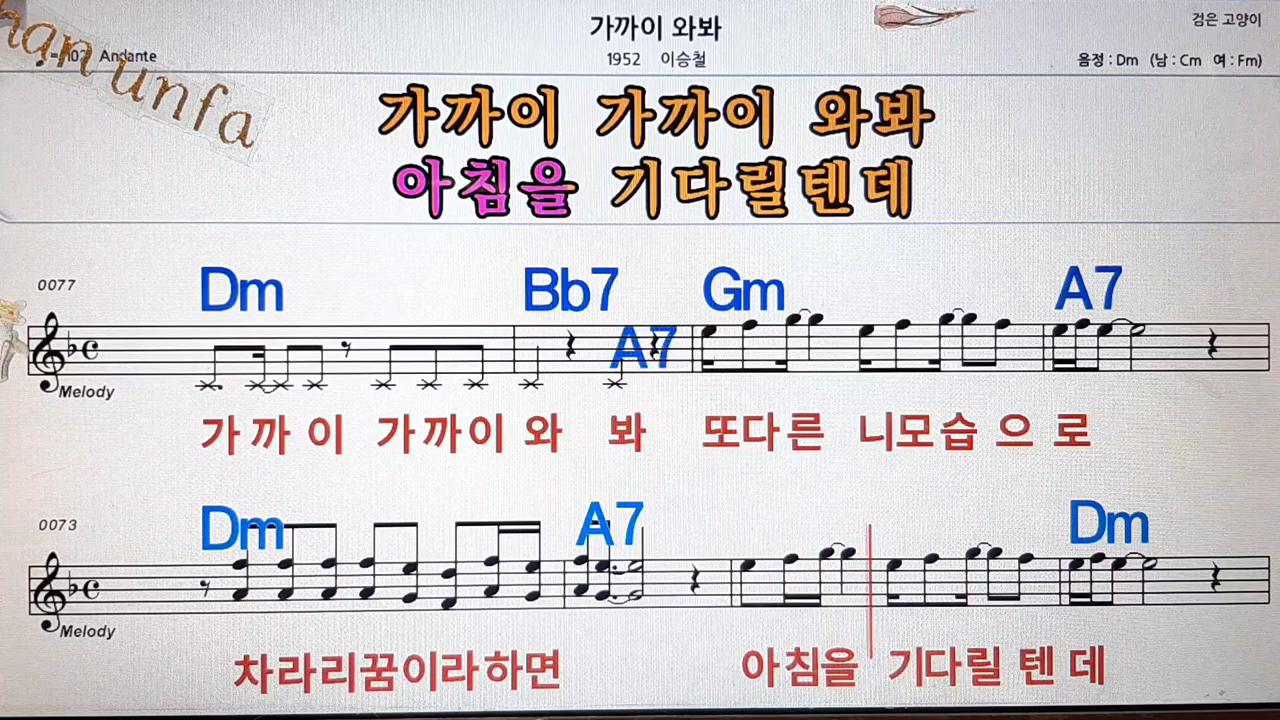 han unfa
가까이 와봐
검은 고양이
Andante
1952 이승철
음정 : Dm (남 : Cm 여 : Fm)
가까이 가까이 와봐
아침을 기다릴텐데
0077
Dm Bb7 A7 Gm A7
Melody
가까이 가까이와 봐 또다른 니모습으로
0073
Dm A7 Dm
Melody
차라리꿈이라하면 아침을 기다릴텐데